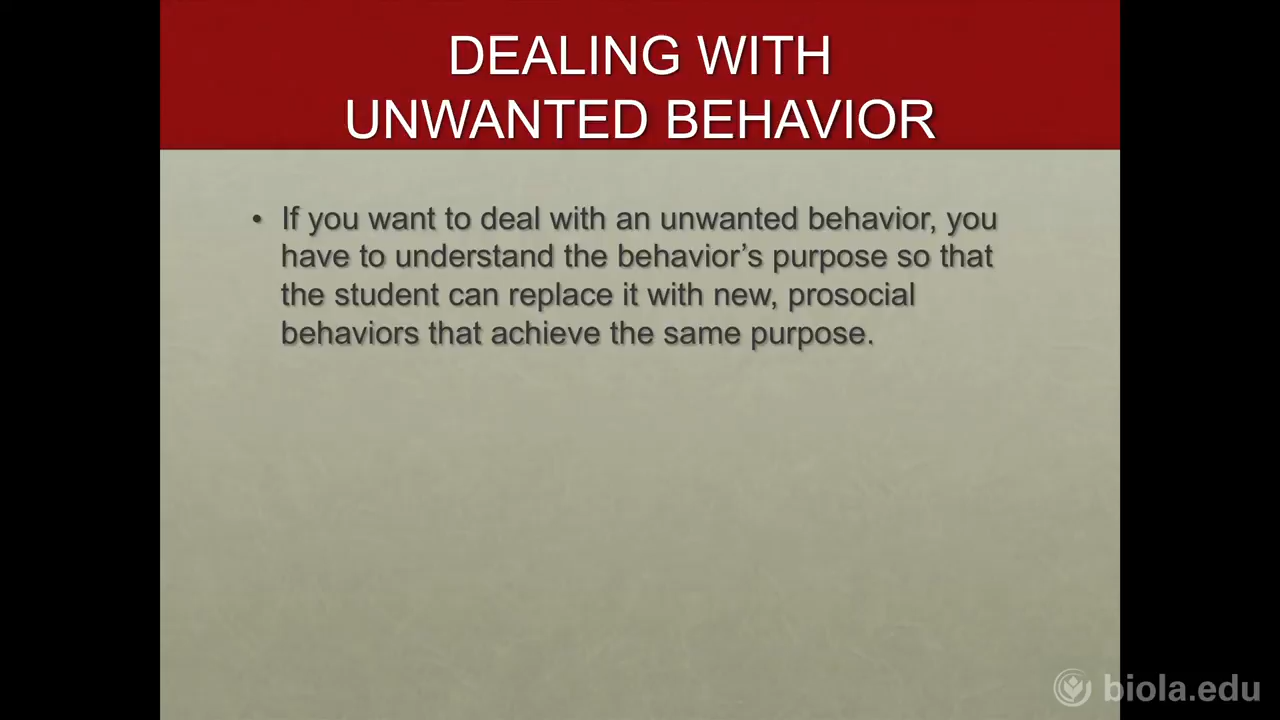 DEALING WITH
UNWANTED BEHAVIOR
• If you want to deal with an unwanted behavior, you
have to understand the behavior’s purpose so that
the student can replace it with new, prosocial
behaviors that achieve the same purpose.
biola.edu